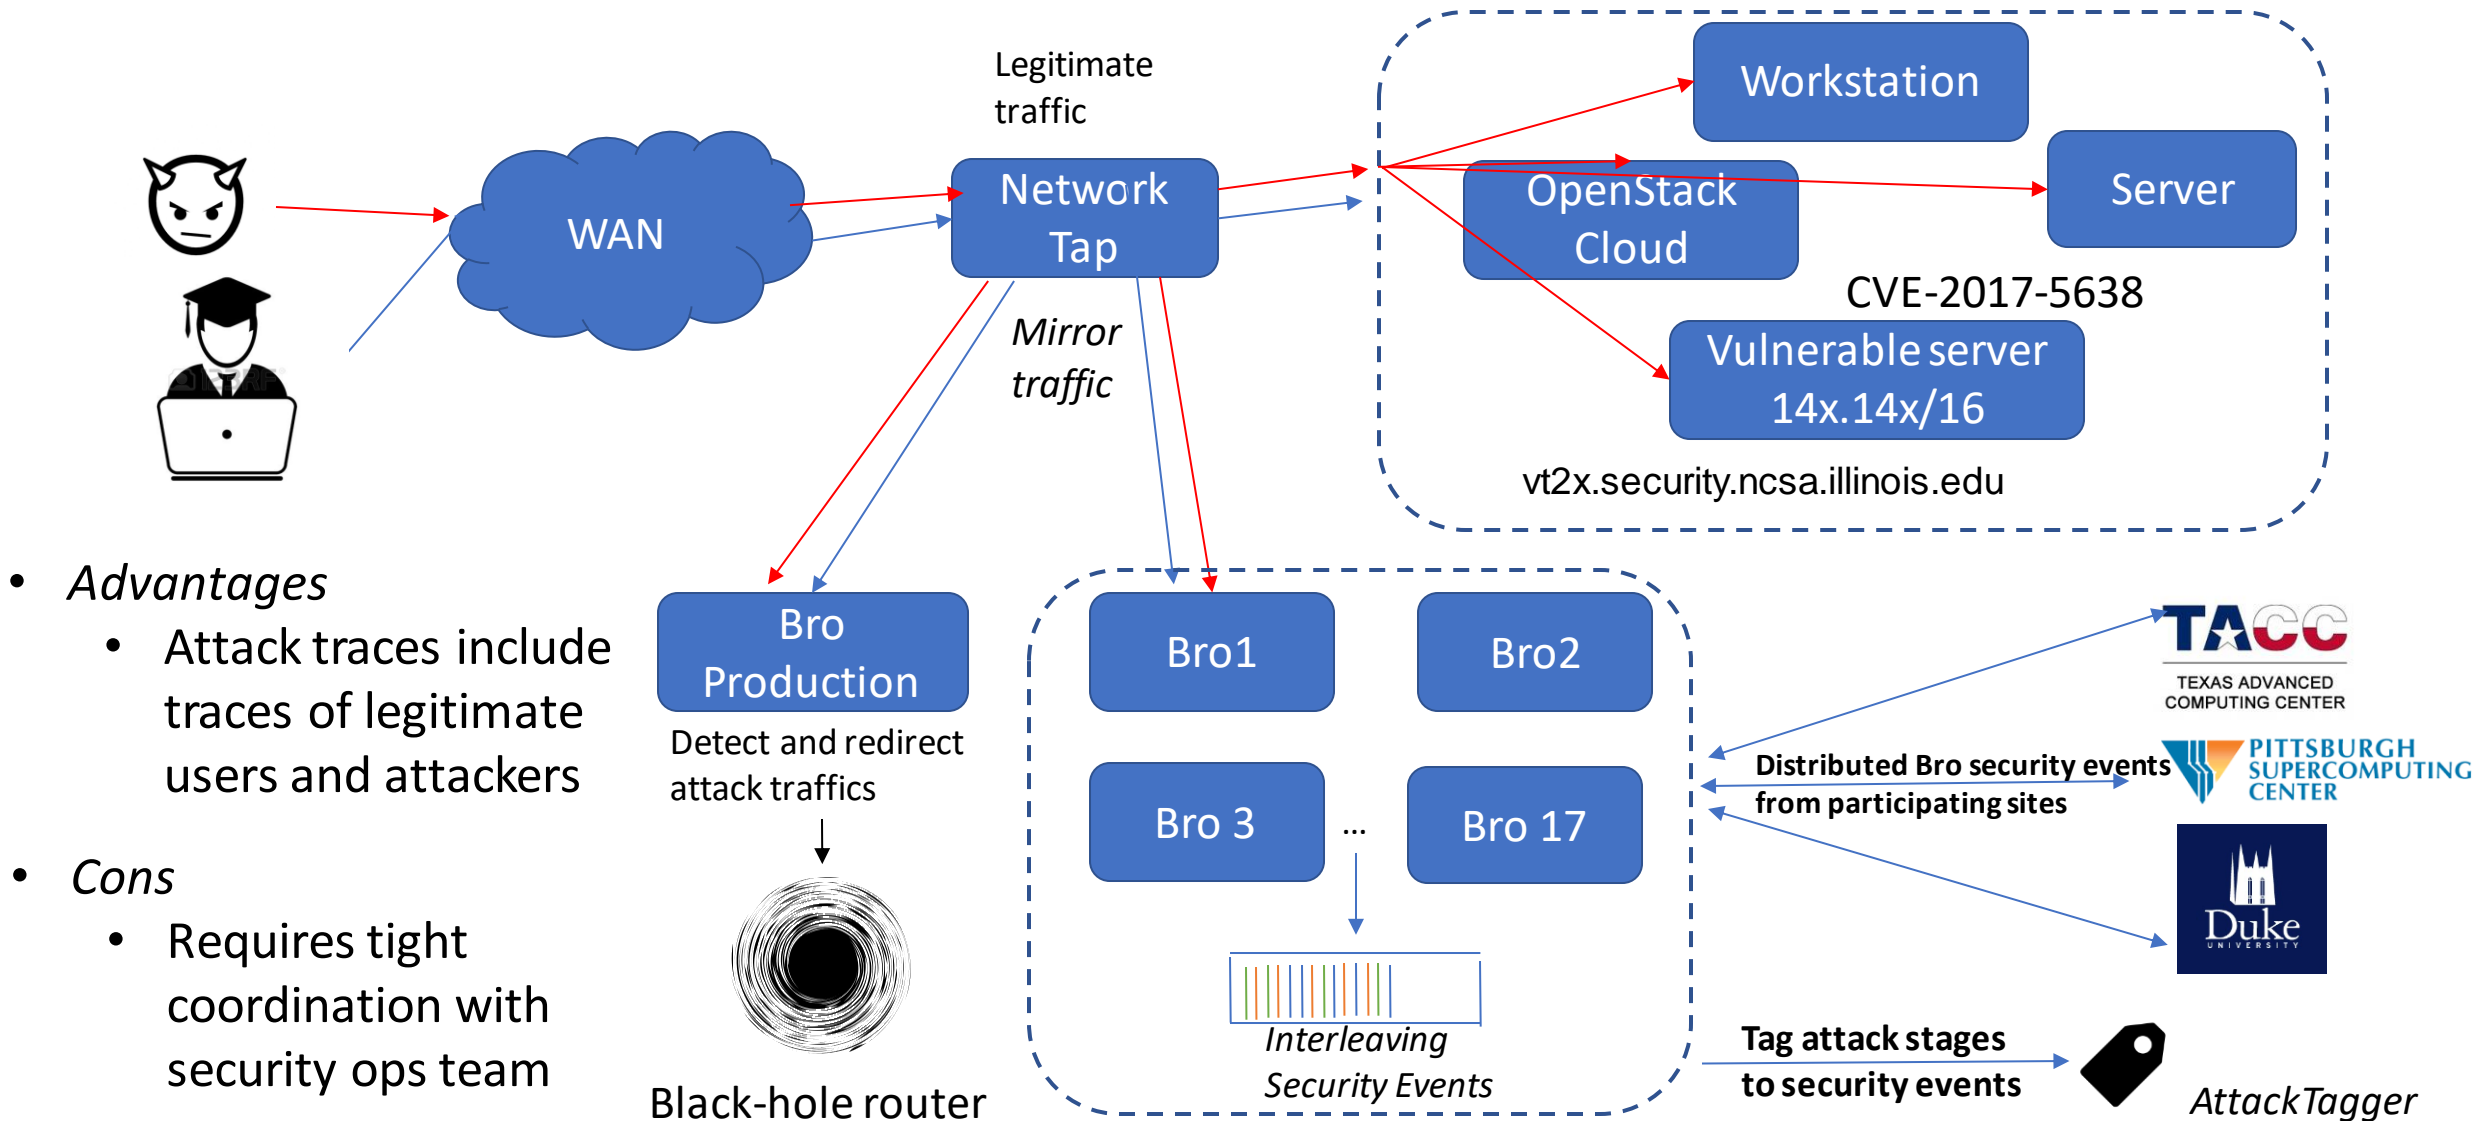 Legitimate
traffic
Workstation
WAN
Network
Tap
OpenStack
Cloud
Server
CVE-2017-5638
Mirror
traffic
Vulnerable server
14x.14x/16
vt2x.security.ncsa.illinois.edu
123RF
• Advantages
• Attack traces include
traces of legitimate
users and attackers
• Cons
• Requires tight
coordination with
security ops team
Bro
Production
Detect and redirect
attack traffics
Black-hole router
Bro1
Bro2
Bro 3
...
Bro 17
Interleaving
Security Events
TACC
TEXAS ADVANCED
COMPUTING CENTER
Distributed Bro security events
from participating sites
PITTSBURGH
SUPERCOMPUTING
CENTER
Duke
UNIVERSITY
Tag attack stages
to security events
AttackTagger